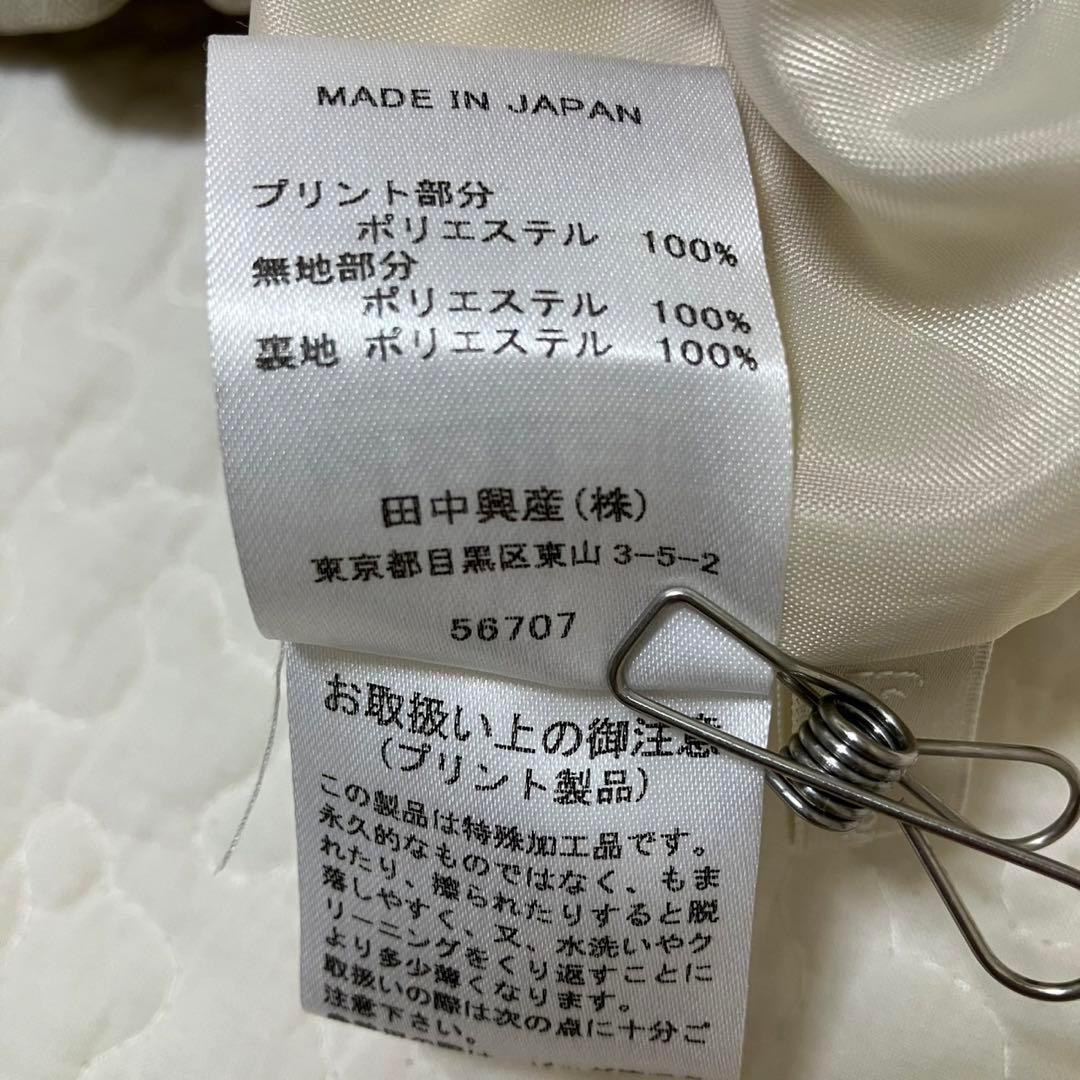 MADE IN JAPAN
プリント部分
ポリエステル 100%
無地部分
ポリエステル 100%
裏地 ポリエステル 100%
田中興産(株)
東京都目黒区東山3-5-2
56707
お取扱い上の御注意
(プリント製品)
この製品は特殊加工品です。
永久的なものではなく、もま
れたり、擦られたりすると脱
落しやすく、又、水洗いやク
リーニングをくり返すことに
より多少薄くなります。
取扱いの際は次の点に十分ご
注意下さい。